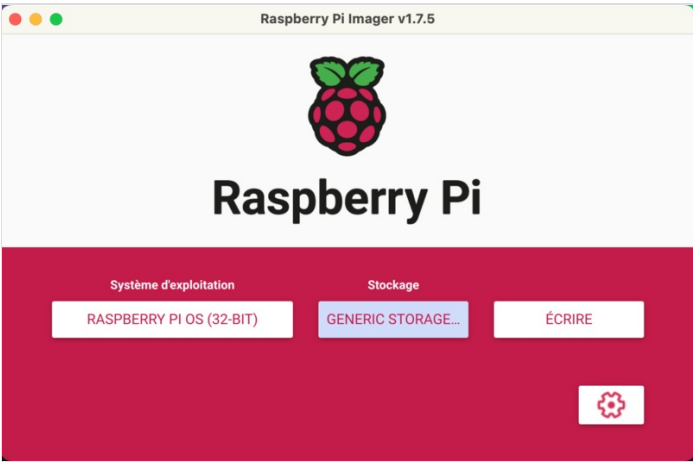 Raspberry Pi Imager v1.7.5
Raspberry Pi
Système d'exploitation
Stockage
RASPBERRY PI OS (32-BIT)
GENERIC STORAGE...
ÉCRIRE